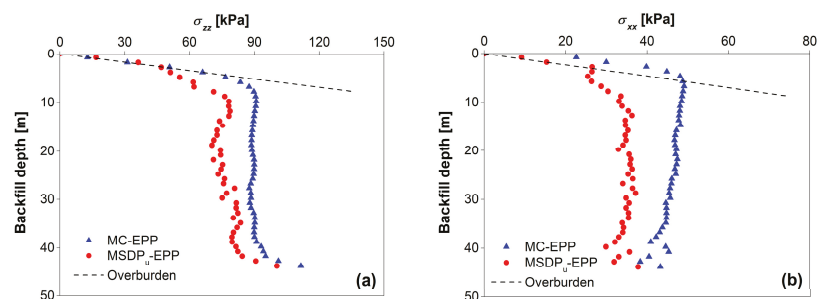 σzz [kPa]
0 30 60 90 120 150
0
10
20
30
40
50
Backfill depth [m]
MC-EPP
MSDPu-EPP
Overburden
(a)
σxx [kPa]
0 20 40 60 80
0
10
20
30
40
50
Backfill depth [m]
MC-EPP
MSDPu-EPP
Overburden
(b)